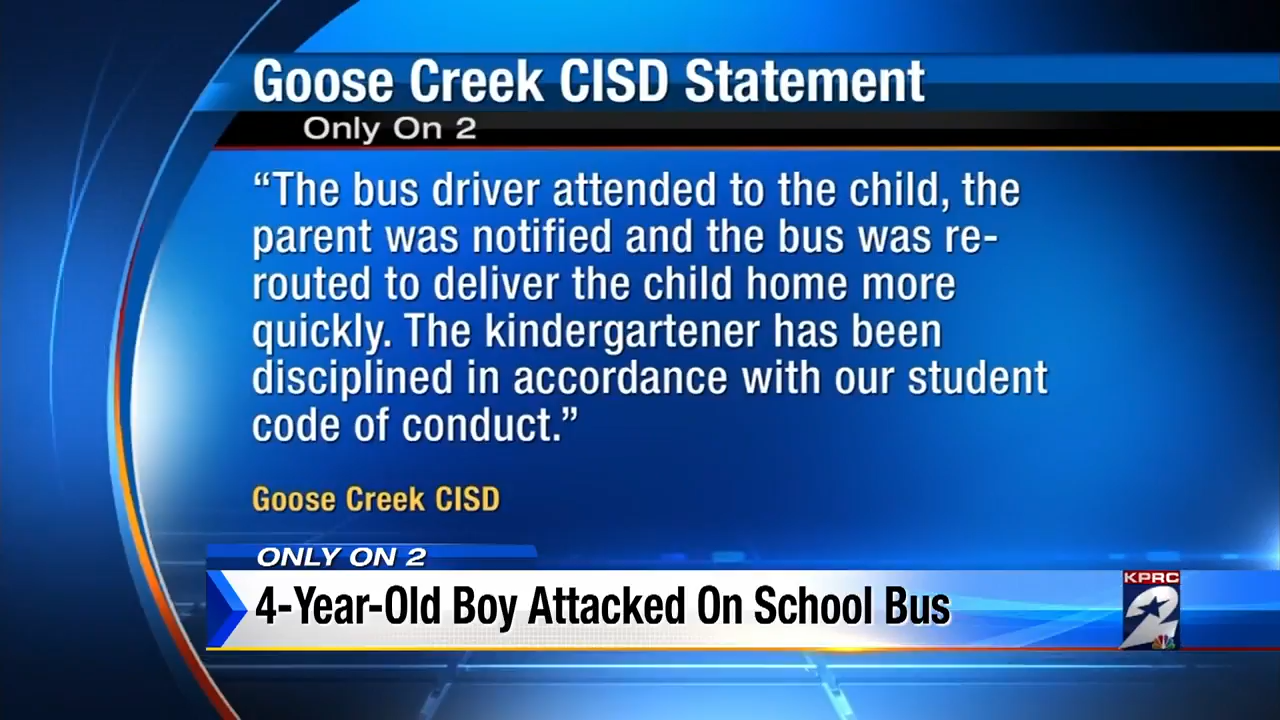 Goose Creek CISD Statement
Only On 2
“The bus driver attended to the child, the
parent was notified and the bus was re-
routed to deliver the child home more
quickly. The kindergartener has been
disciplined in accordance with our student
code of conduct.”
Goose Creek CISD
ONLY ON 2
4-Year-Old Boy Attacked On School Bus
KPRC
2